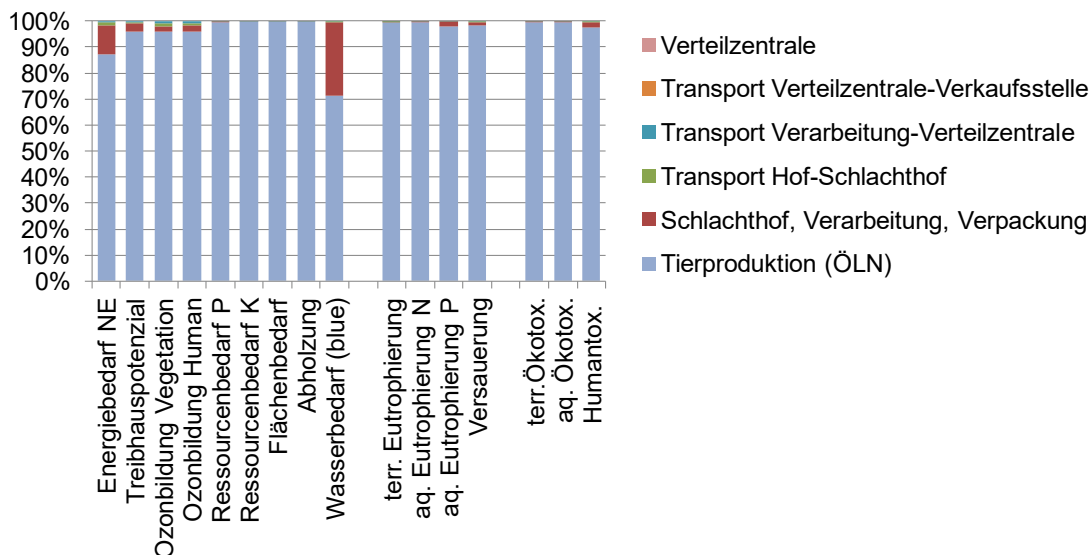 100%
90%
80%
70%
60%
50%
40%
30%
20%
10%
0%
Verteilzentrale
Transport Verteilzentrale-Verkaufsstelle
Transport Verarbeitung-Verteilzentrale
Transport Hof-Schlachthof
Schlachthof, Verarbeitung, Verpackung
Tierproduktion (ÖLN)
Energiebedarf NE
Treibhauspotenzial
Ozonbildung Vegetation
Ozonbildung Human
Ressourcenbedarf P
Ressourcenbedarf K
Flächenbedarf
Abholzung
Wasserbedarf (blue)
terr. Eutrophierung
aq. Eutrophierung N
aq. Eutrophierung P
Versauerung
terr.Ökotox.
aq. Ökotox.
Humantox.